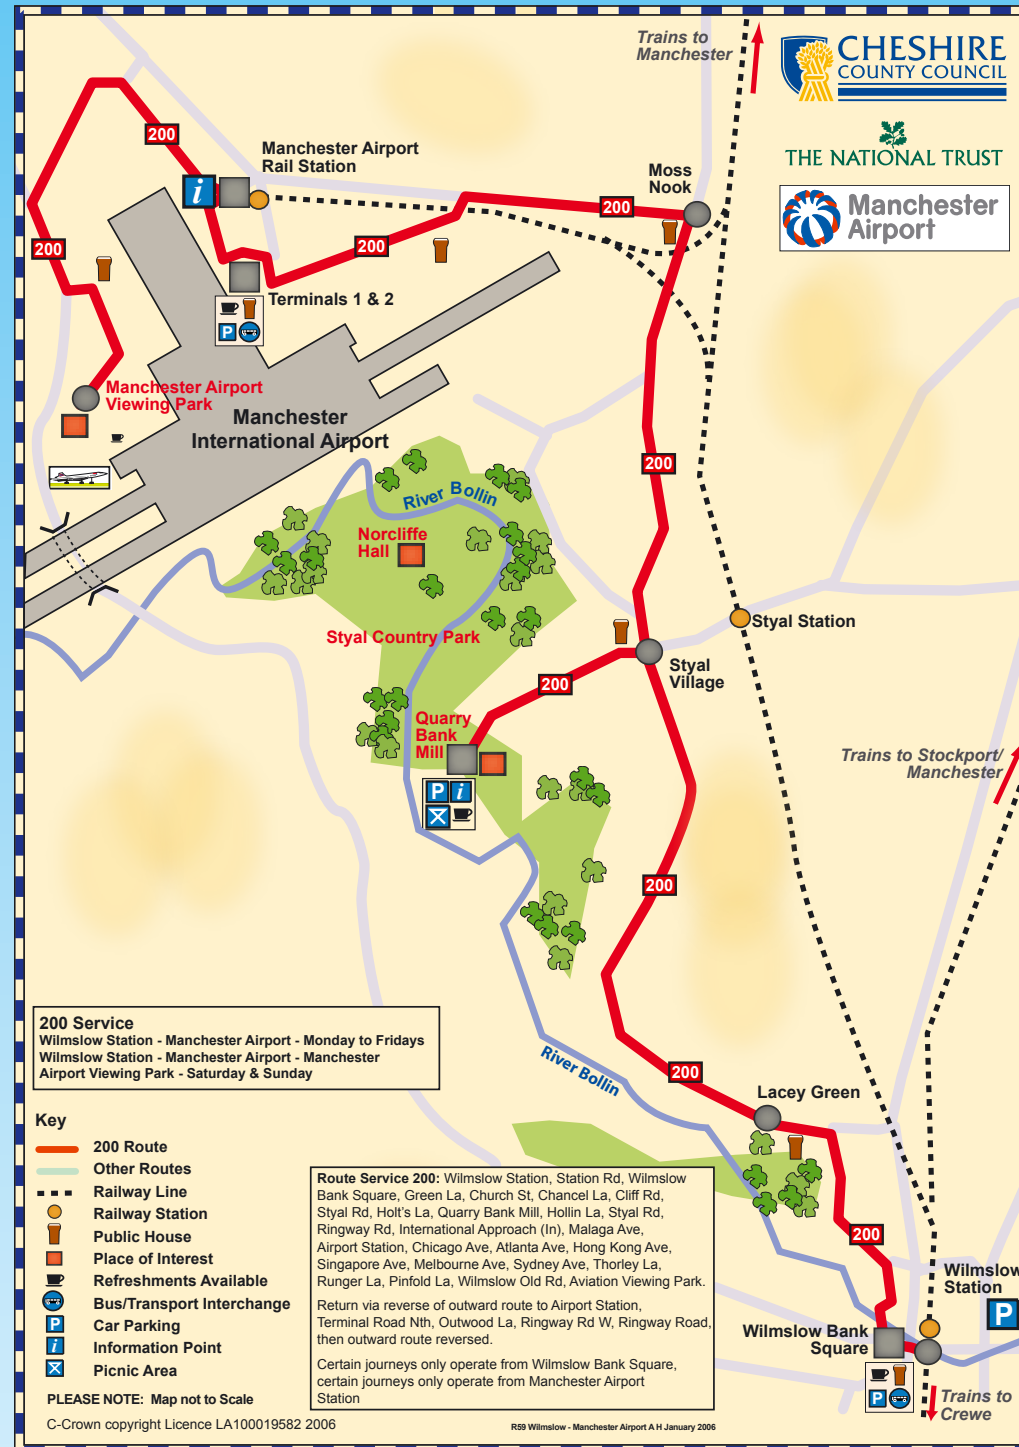 Trains to
Manchester
CHESHIRE
COUNTY COUNCIL
THE NATIONAL TRUST
Manchester
Airport
Manchester Airport
Rail Station
Moss
Nook
200
200
200
200
i
Terminals 1 & 2
P
Manchester Airport
Viewing Park
Manchester
International Airport
200
River Bollin
Norcliffe
Hall
Styal Country Park
Styal Station
Styal
Village
200
Quarry
Bank
Mill
P i
Trains to Stockport/
Manchester
200
200 Service
Wilmslow Station - Manchester Airport - Monday to Fridays
Wilmslow Station - Manchester Airport - Manchester
Airport Viewing Park - Saturday & Sunday
River Bollin
200
Lacey Green
Key
200 Route
Other Routes
Railway Line
Railway Station
Public House
Place of Interest
Refreshments Available
Bus/Transport Interchange
P Car Parking
i Information Point
Picnic Area
PLEASE NOTE: Map not to Scale
C-Crown copyright Licence LA100019582 2006
Route Service 200: Wilmslow Station, Station Rd, Wilmslow
Bank Square, Green La, Church St, Chancel La, Cliff Rd,
Styal Rd, Holt's La, Quarry Bank Mill, Hollin La, Styal Rd,
Ringway Rd, International Approach (In), Malaga Ave,
Airport Station, Chicago Ave, Atlanta Ave, Hong Kong Ave,
Singapore Ave, Melbourne Ave, Sydney Ave, Thorley La,
Runger La, Pinfold La, Wilmslow Old Rd, Aviation Viewing Park.
Return via reverse of outward route to Airport Station,
Terminal Road Nth, Outwood La, Ringway Rd W, Ringway Road,
then outward route reversed.
Certain journeys only operate from Wilmslow Bank Square,
certain journeys only operate from Manchester Airport
Station
R59 Wilmslow - Manchester Airport A H January 2006
200
Wilmslow
Station
P
Wilmslow Bank
Square
P
Trains to
Crewe